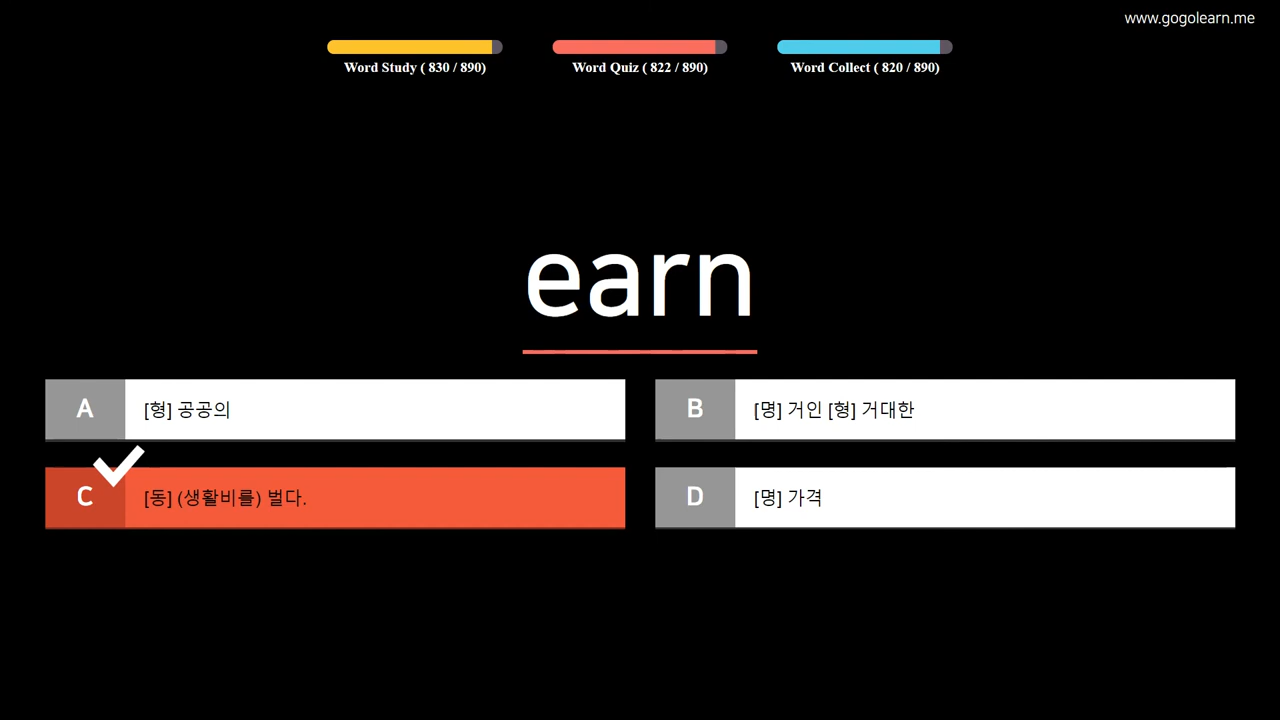 www.gogolearn.me
Word Study ( 830 / 890)
Word Quiz ( 822 / 890)
Word Collect ( 820 / 890)
earn
A [형] 공공의
B [명] 거인 [형] 거대한
C [동] (생활비를) 벌다.
D [명] 가격